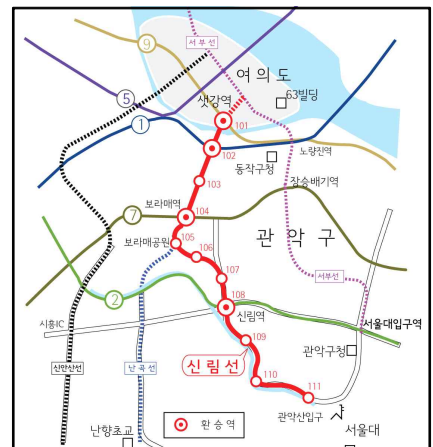 서부선
9
여의도
63빌딩
5
샛강역
1
101
노량진역
102
동작구청
103
장승배기역
보라매역
104
7
관악구
105
보라매공원
106
107
서부선
2
108
신림역
시흥IC
서울대입구역
109
관악구청
신안산선
난곡선
신림선
110
111
관악산입구
환승역
서울대
난향초교